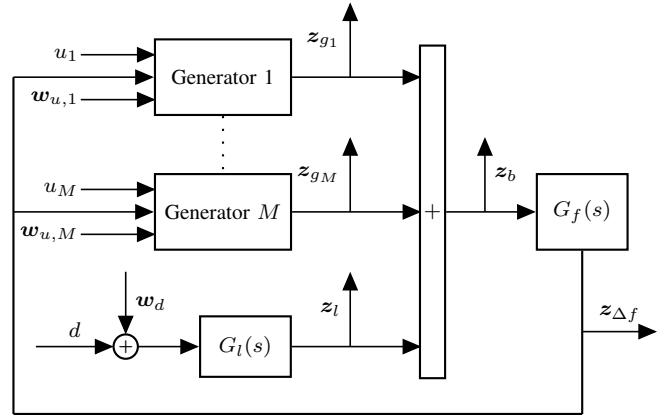 z_{g_1}
u_1
Generator 1
w_{u,1}
z_{g_M}
u_M
Generator M
w_{u,M}
+
z_b
G_f(s)
w_d
z_l
d
+
G_l(s)
z_{Δf}